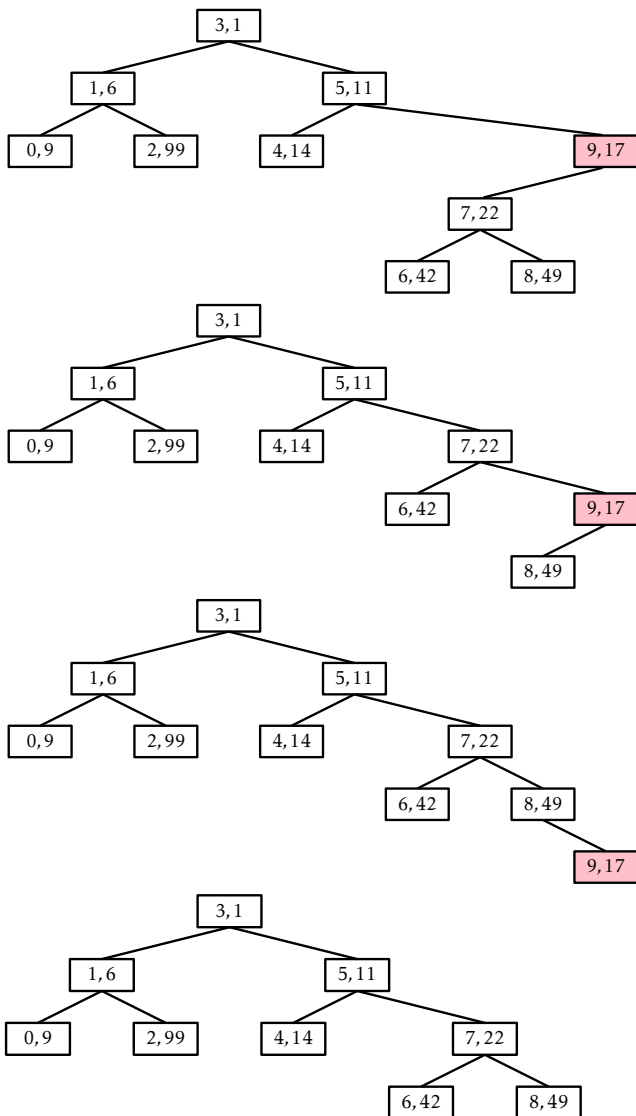 3, 1
1, 6 5, 11
0, 9 2, 99 4, 14 9, 17
7, 22
6, 42 8, 49
3, 1
1, 6 5, 11
0, 9 2, 99 4, 14 7, 22
6, 42 9, 17
8, 49
3, 1
1, 6 5, 11
0, 9 2, 99 4, 14 7, 22
6, 42 8, 49
9, 17
3, 1
1, 6 5, 11
0, 9 2, 99 4, 14 7, 22
6, 42 8, 49